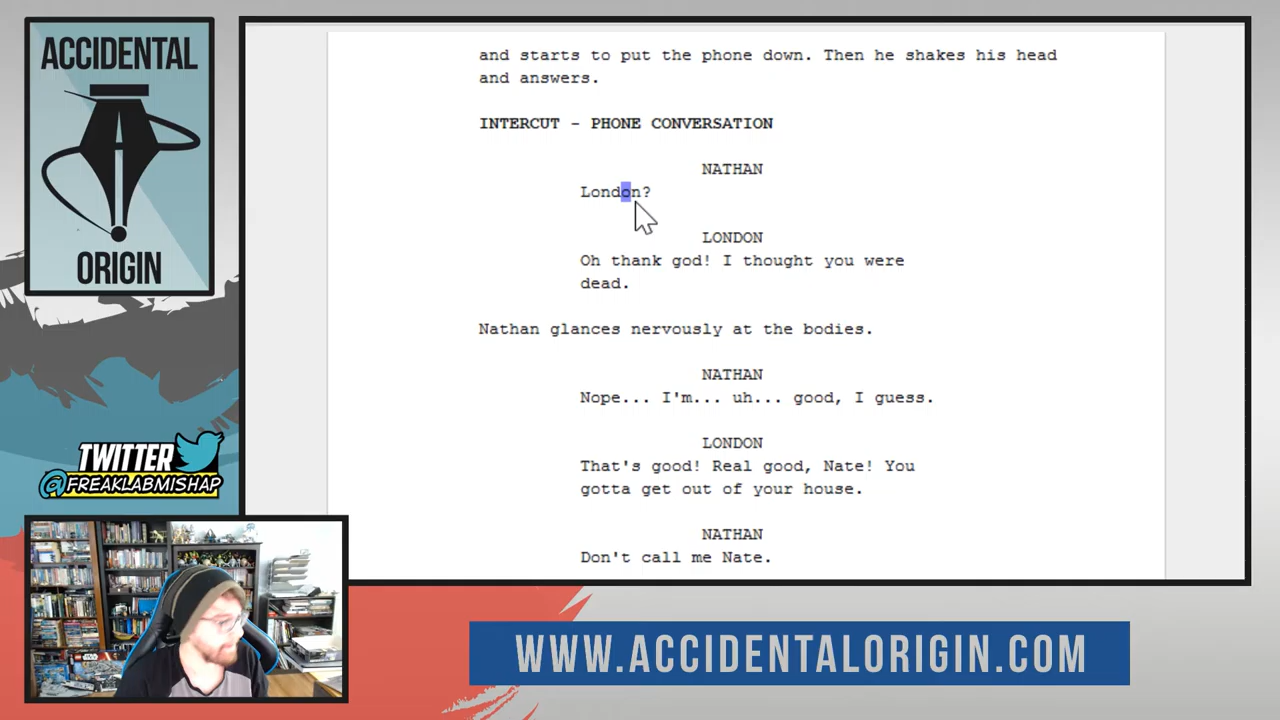 ACCIDENTAL
ORIGIN
and starts to put the phone down. Then he shakes his head
and answers.
INTERCUT - PHONE CONVERSATION
NATHAN
London?
LONDON
Oh thank god! I thought you were
dead.
Nathan glances nervously at the bodies.
NATHAN
Nope... I'm... uh... good, I guess.
LONDON
That's good! Real good, Nate! You
gotta get out of your house.
NATHAN
Don't call me Nate.
TWITTER
@FREAKLABMISHAP
WWW.ACCIDENTALORIGIN.COM